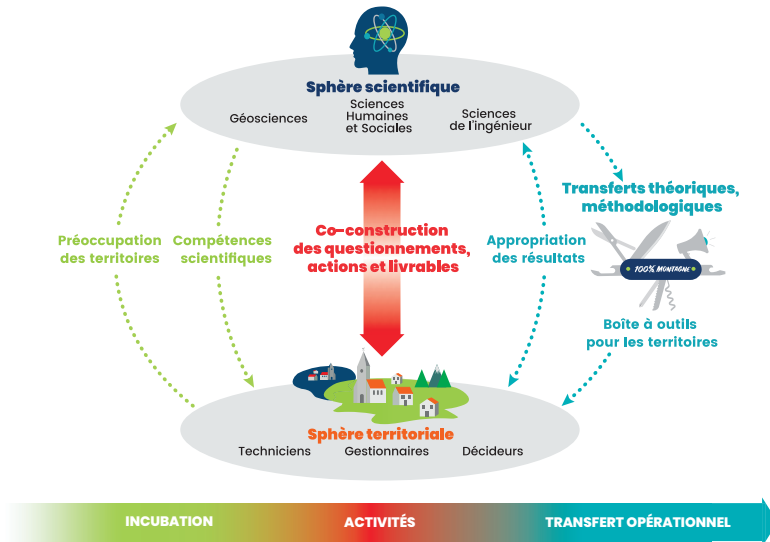 Sphère scientifique
Géosciences
Sciences
Humaines
et Sociales
Sciences
de l'ingénieur
Préoccupation
des territoires
Compétences
scientifiques
Co-construction
des questionnements,
actions et livrables
Appropriation
des résultats
Transferts théoriques,
méthodologiques
100% MONTAGNE
Boîte à outils
pour les territoires
Sphère territoriale
Techniciens
Gestionnaires
Décideurs
INCUBATION
ACTIVITÉS
TRANSFERT OPÉRATIONNEL